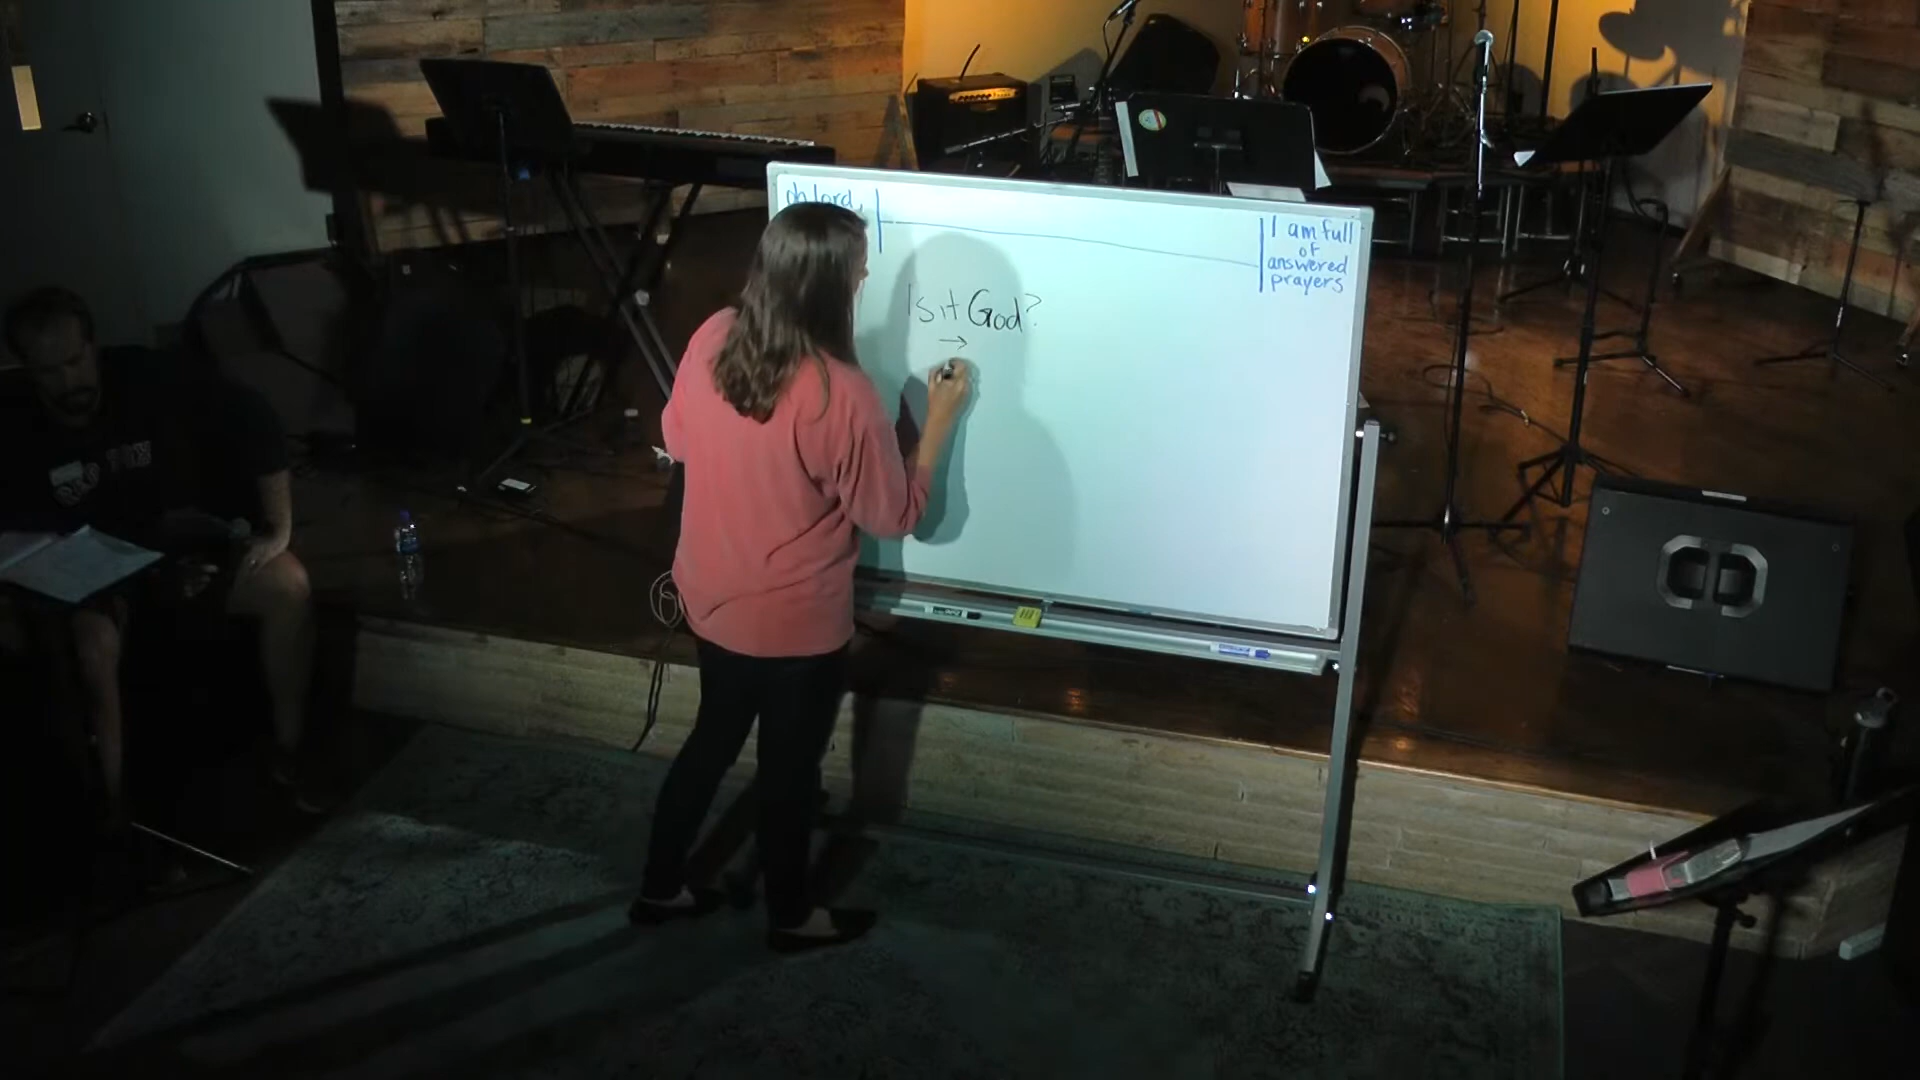 oh lord,
I am full
of
answered
prayers
Is it God?
→